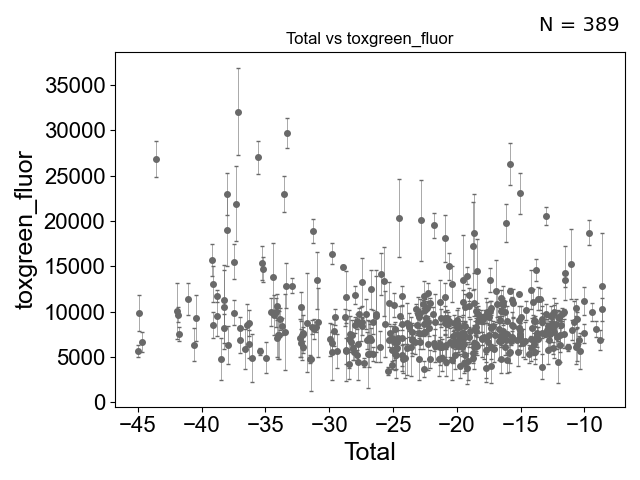 N = 389
Total vs toxgreen_fluor
toxgreen_fluor
35000
30000
25000
20000
15000
10000
5000
0
−45 −40 −35 −30 −25 −20 −15 −10
Total